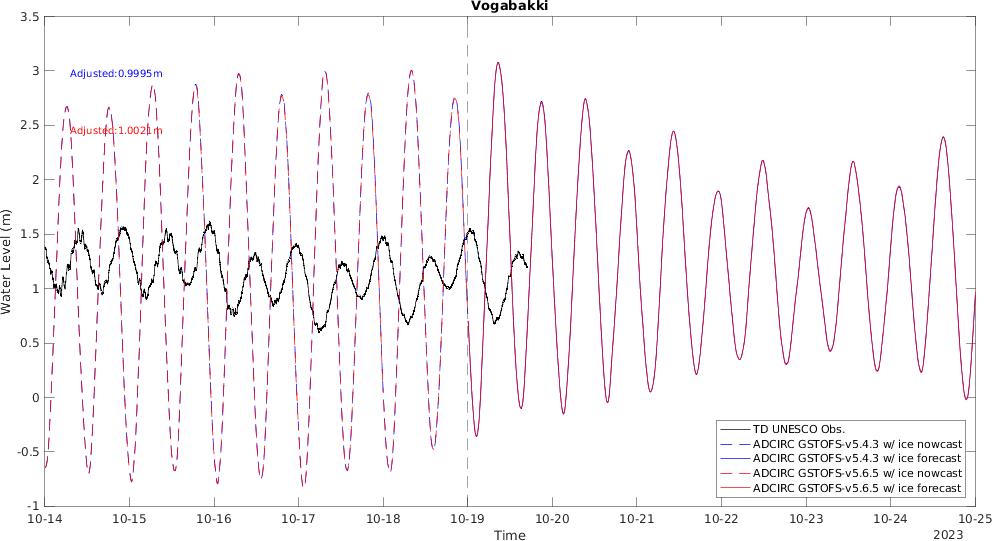 Vogabakki
3.5
3
2.5
2
1.5
1
0.5
0
-0.5
-1
Water Level (m)
Adjusted:0.9995m
Adjusted:1.0021m
TD UNESCO Obs.
ADCIRC GSTOFS-v5.4.3 w/ ice nowcast
ADCIRC GSTOFS-v5.4.3 w/ ice forecast
ADCIRC GSTOFS-v5.6.5 w/ ice nowcast
ADCIRC GSTOFS-v5.6.5 w/ ice forecast
10-14 10-15 10-16 10-17 10-18 10-19 10-20 10-21 10-22 10-23 10-24 10-25
Time
2023